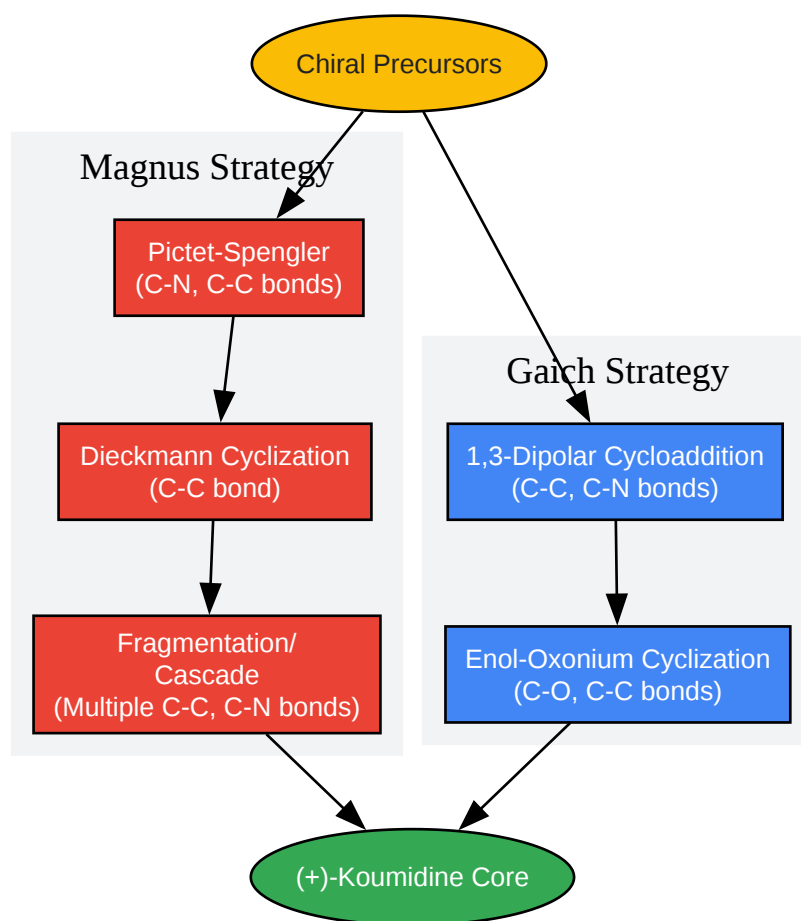 Chiral Precursors
Magnus Strategy
Pictet-Spengler
(C-N, C-C bonds)
Dieckmann Cyclization
(C-C bond)
Fragmentation/
Cascade
(Multiple C-C, C-N bonds)
Gaich Strategy
1,3-Dipolar Cycloaddition
(C-C, C-N bonds)
Enol-Oxonium Cyclization
(C-O, C-C bonds)
(+)-Koumidine Core